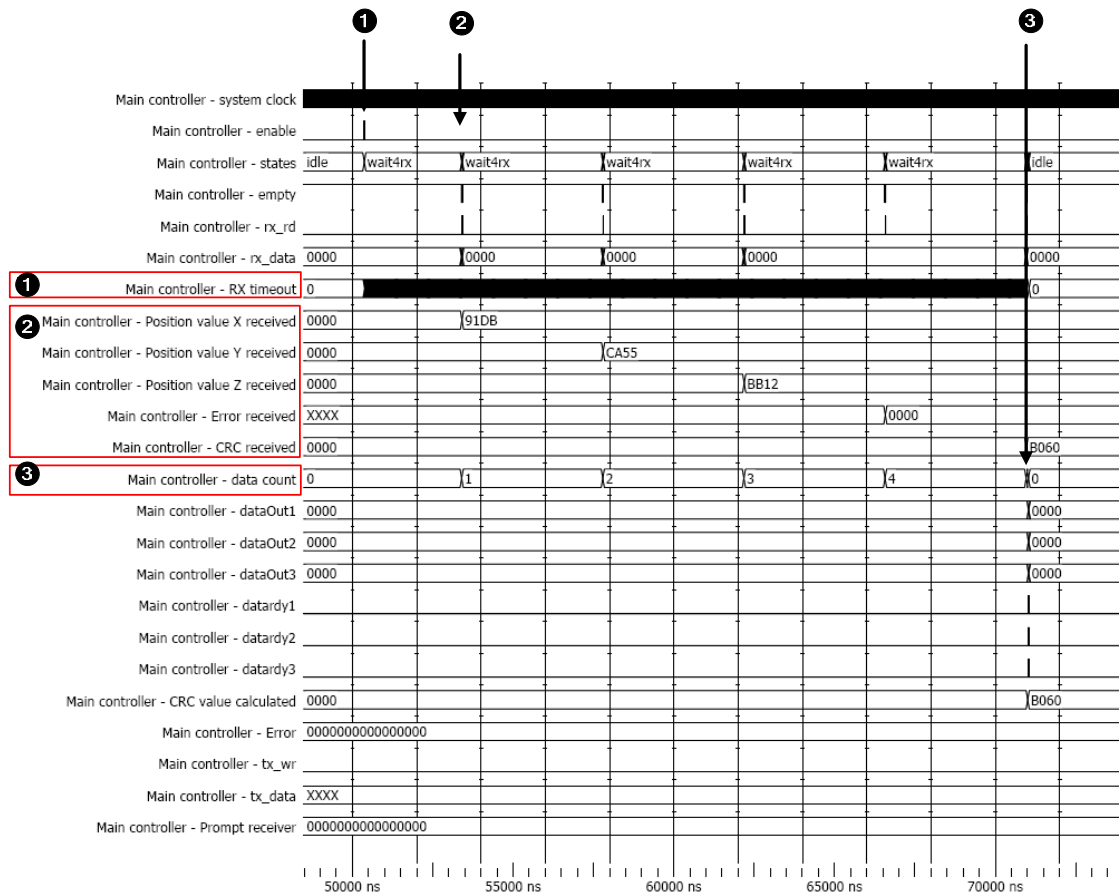 1 2 3
Main controller - system clock
Main controller - enable
Main controller - states idle wait4rx wait4rx wait4rx wait4rx wait4rx idle
Main controller - empty
Main controller - rx_rd
Main controller - rx_data 0000 0000 0000 0000 0000
1 Main controller - RX timeout 0 0
2 Main controller - Position value X received 0000 91DB
Main controller - Position value Y received 0000 CA55
Main controller - Position value Z received 0000 BB12
Main controller - Error received XXXX 0000
Main controller - CRC received 0000 B060
3 Main controller - data count 0 1 2 3 4 0
Main controller - dataOut1 0000 0000
Main controller - dataOut2 0000 0000
Main controller - dataOut3 0000 0000
Main controller - datardy1
Main controller - datardy2
Main controller - datardy3
Main controller - CRC value calculated 0000 B060
Main controller - Error 0000000000000000
Main controller - tx_wr
Main controller - tx_data XXXX
Main controller - Prompt receiver 0000000000000000
50000 ns 55000 ns 60000 ns 65000 ns 70000 ns